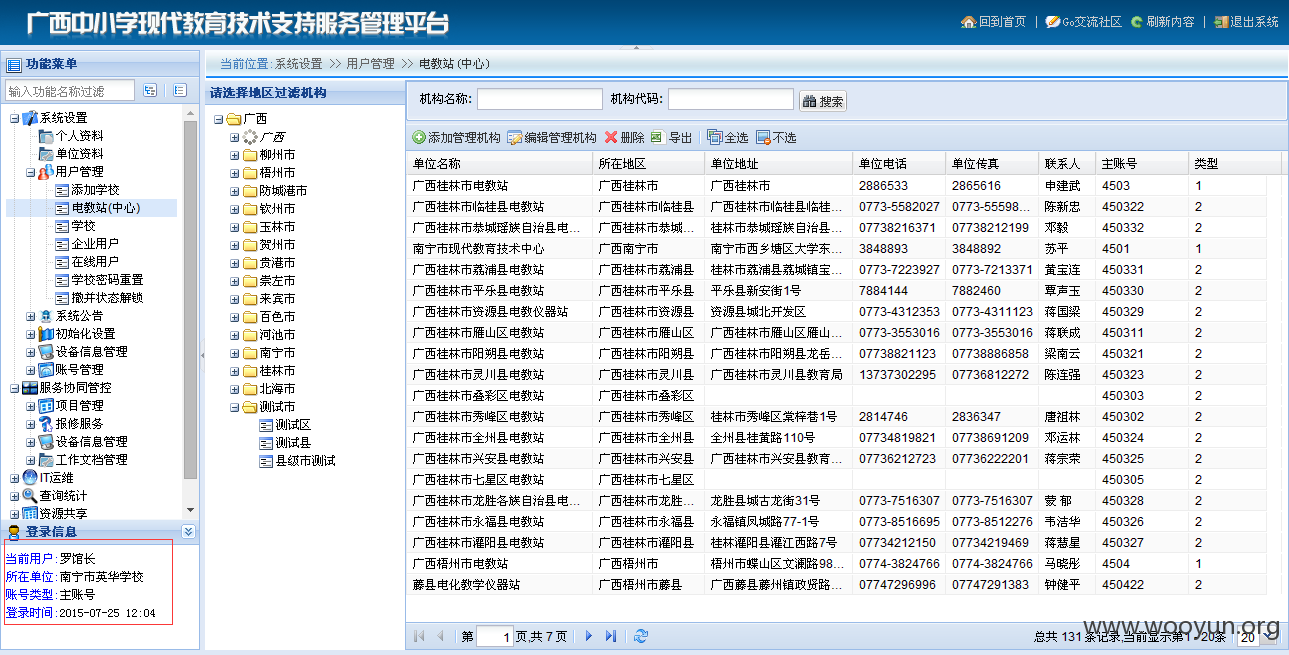 广西中小学现代教育技术支持服务管理平台
回到首页 | Go交流社区 刷新内容 | 退出系统
功能菜单
输入功能名称过滤
系统设置
个人资料
单位资料
用户管理
添加学校
电教站(中心)
学校
企业用户
在线用户
学校密码重置
撤并状态解锁
系统公告
初始化设置
设备信息管理
账号管理
服务协同管控
项目管理
报修服务
设备信息管理
工作文档管理
IT运维
查询统计
资源共享
登录信息
当前用户:罗馆长
所在单位:南宁市英华学校
账号类型:主账号
登录时间:2015-07-25 12:04
当前位置:系统设置 >> 用户管理 >> 电教站(中心)
请选择地区过滤机构
广西
广西
柳州市
梧州市
防城港市
钦州市
玉林市
贺州市
贵港市
崇左市
来宾市
百色市
河池市
南宁市
桂林市
北海市
测试市
测试区
测试县
县级市测试
机构名称: 机构代码: 搜索
添加管理机构 编辑管理机构 删除 导出 全选 不选
单位名称 所在地区 单位地址 单位电话 单位传真 联系人 主账号 类型
广西桂林市电教站 广西桂林市 广西桂林市 2886533 2865616 申建武 4503 1
广西桂林市临桂县电教站 广西桂林市临桂县 广西桂林市临桂县临桂... 0773-5582027 0773-55598... 陈新忠 450322 2
广西桂林市恭城瑶族自治县电... 广西桂林市恭城... 桂林市恭城瑶族自治县... 07738216371 07738212199 邓毅 450332 2
南宁市现代教育技术中心 广西南宁市 南宁市西乡塘区大学东... 3848893 3848892 苏平 4501 1
广西桂林市荔浦县电教站 广西桂林市荔浦县 桂林市荔浦县荔城镇宝... 0773-7223927 0773-7213371 黄宝连 450331 2
广西桂林市平乐县电教站 广西桂林市平乐县 平乐县新安街1号 7884144 7882460 覃声玉 450330 2
广西桂林市资源县电教仪器站 广西桂林市资源县 资源县城北开发区 0773-4312353 0773-4311123 蒋国梁 450329 2
广西桂林市雁山区电教站 广西桂林市雁山区 广西桂林市雁山区雁山... 0773-3553016 0773-3553016 蒋联成 450311 2
广西桂林市阳朔县电教站 广西桂林市阳朔县 广西桂林市阳朔县龙岳... 07738821123 07738886858 梁南云 450321 2
广西桂林市灵川县电教站 广西桂林市灵川县 广西桂林市灵川县教育局 13737302295 07736812272 陈连强 450323 2
广西桂林市叠彩区电教站 广西桂林市叠彩区 450303 2
广西桂林市秀峰区电教站 广西桂林市秀峰区 桂林市秀峰区棠梓巷1号 2814746 2836347 唐祖林 450302 2
广西桂林市全州县电教站 广西桂林市全州县 全州县桂黄路110号 07734819821 07738691209 邓运林 450324 2
广西桂林市兴安县电教站 广西桂林市兴安县 广西桂林市兴安县教育... 07736212723 07736222201 蒋宗荣 450325 2
广西桂林市七星区电教站 广西桂林市七星区 450305 2
广西桂林市龙胜各族自治县电... 广西桂林市龙胜... 龙胜县城古龙街31号 0773-7516307 0773-7516307 蒙 郁 450328 2
广西桂林市永福县电教站 广西桂林市永福县 永福镇凤城路77-1号 0773-8516695 0773-8512276 韦洁华 450326 2
广西桂林市灌阳县电教站 广西桂林市灌阳县 桂林灌阳县灌江西路7号 07734212150 07734219469 蒋慧星 450327 2
广西梧州市电教站 广西梧州市 梧州市蝶山区文澜路98... 0774-3824766 0774-3824766 马晓彤 4504 1
藤县电化教学仪器站 广西梧州市藤县 广西藤县藤州镇政贤路... 07747296996 07747291383 钟健平 450422 2
第 1 页,共 7 页
总共 131 条记录,当前显示第 1 - 20条 20
www.wooyun.org